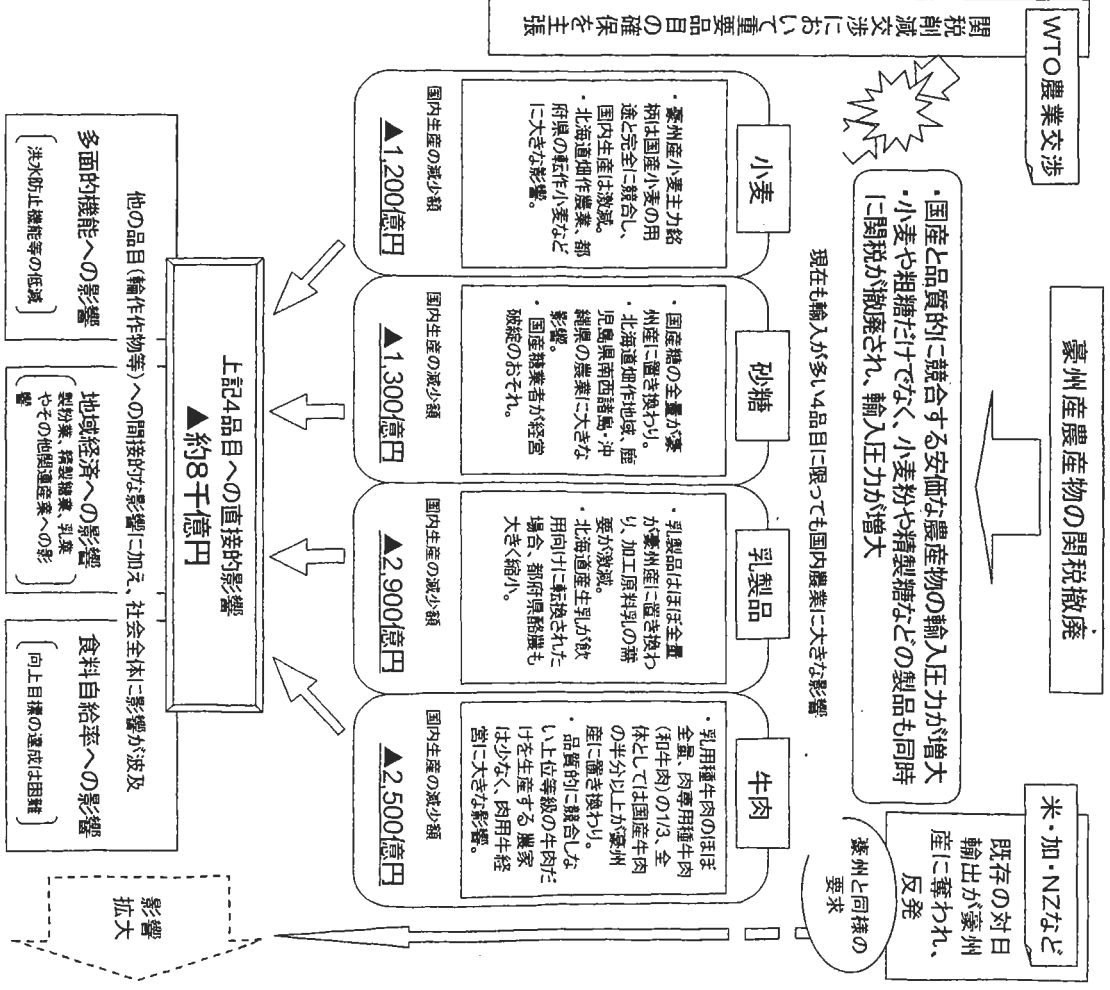 豪州産農産物の関税撤廃
WTO農業交渉
関税削減交渉において重要品目の確保を主張
・国産と品質的に競合する安価な農産物の輸入圧力が増大
・小麦や粗糖だけでなく、小麦粉や精製糖などの製品も同時
に関税が撤廃され、輸入圧力が増大
米・加・NZなど
既存の対日
輸出が豪州
産に奪われ、
反発
豪州と同様の
要求
現在も輸入が多い4品目に限っても国内農業に大きな影響
小麦
・豪州産小麦主力銘
柄は国産小麦の用
途と完全に競合し、
国内生産は激減。
・北海道畑作農業、都
府県の転作小麦など
に大きな影響。
国内生産の減少額
▲1,200億円
砂糖
・国産糖の全量が豪
州産に置き換わり。
・北海道畑作地域、鹿
児島県南西諸島・沖
縄県の農業に大きな
影響。
・国産糖業者が経営
破綻のおそれ。
国内生産の減少額
▲1,300億円
乳製品
・乳製品はほぼ全量
が豪州産に置き換わ
り、加工原料乳の需
要が激減。
・北海道産生乳が飲
用向けに転換された
場合、都府県酪農も
大きく縮小。
国内生産の減少額
▲2,900億円
牛肉
・乳用種牛肉のほぼ
全量、肉専用種牛肉
(和牛肉)の1/3、全
体としては国産牛肉
の半分以上が豪州
産に置き換わり。
・品質的に競合しな
い上位等級の牛肉だ
けを生産する農家
は少なく、肉用牛経
営に大きな影響。
国内生産の減少額
▲2,500億円
上記4品目への直接的影響
▲約8千億円
他の品目(輪作作物等)への間接的な影響に加え、社会全体に影響が波及
多面的機能への影響
洪水防止機能等の低減
地域経済への影響
製粉業、精製糖業、乳業
やその他関連産業への影
響
食料自給率への影響
向上目標の達成は困難
影響
拡大